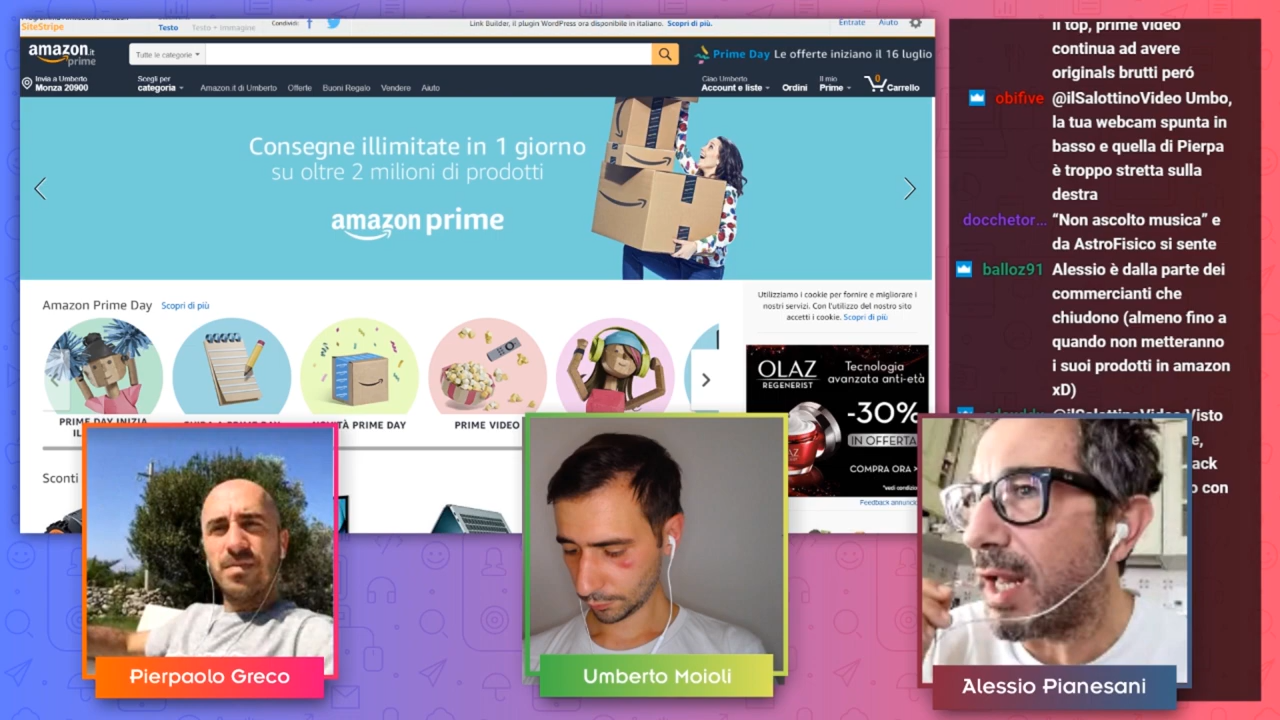 SiteStripe
Testo
Testo + immagine
Condividi:
Link Builder, il plugin WordPress ora disponibile in italiano. Scopri di più.
Entrate
Aiuto
amazon.it
prime
Tutte le categorie
Prime Day Le offerte iniziano il 16 luglio
Invia a Umberto
Monza 20900
Scegli per
categoria
Amazon.it di Umberto
Offerte
Buoni Regalo
Vendere
Aiuto
Ciao Umberto
Account e liste
Ordini
Il mio
Prime
0
Carrello
Consegne illimitate in 1 giorno
su oltre 2 milioni di prodotti
amazon prime
Amazon Prime Day
Scopri di più
PRIME DAY INIZIA
PRIME DAY
PRIME VIDEO
Sconti
Utilizziamo i cookie per fornire e migliorare i
nostri servizi. Con l'utilizzo del nostro sito
accetti i cookie. Scopri di più
OLAZ
REGENERIST
Tecnologia
avanzata anti-età
-30%
IN OFFERTA
COMPRA ORA >
Feedback annuncio
il top, prime video
continua ad avere
originals brutti peró
obifive @ilSalottinoVideo Umbo,
la tua webcam spunta in
basso e quella di Pierpa
è troppo stretta sulla
destra
docchetor... “Non ascolto musica” e
da AstroFisico si sente
balloz91 Alessio è dalla parte dei
commercianti che
chiudono (almeno fino a
quando non metteranno
i suoi prodotti in amazon
xD)
@ilSalottinoVideo Visto
con
Pierpaolo Greco
Umberto Moioli
Alessio Pianesani